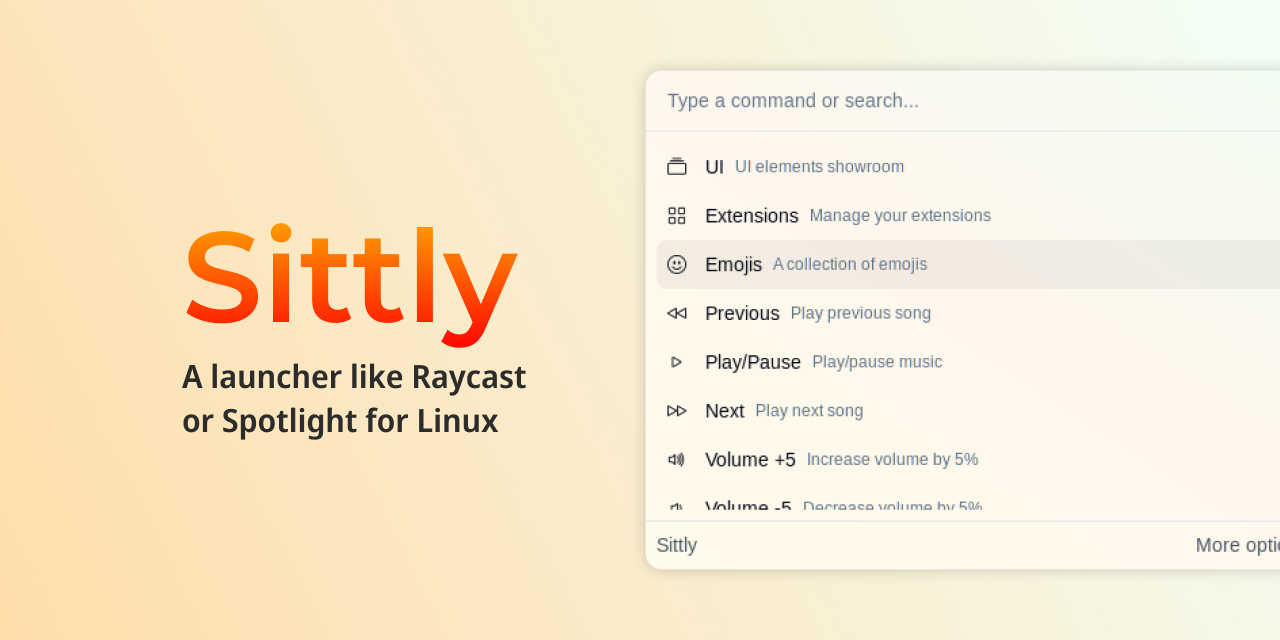 Sittly
A launcher like Raycast
or Spotlight for Linux
Type a command or search...
UI UI elements showroom
Extensions Manage your extensions
Emojis A collection of emojis
Previous Play previous song
Play/Pause Play/pause music
Next Play next song
Volume +5 Increase volume by 5%
Volume -5 Decrease volume by 5%
Sittly More optio